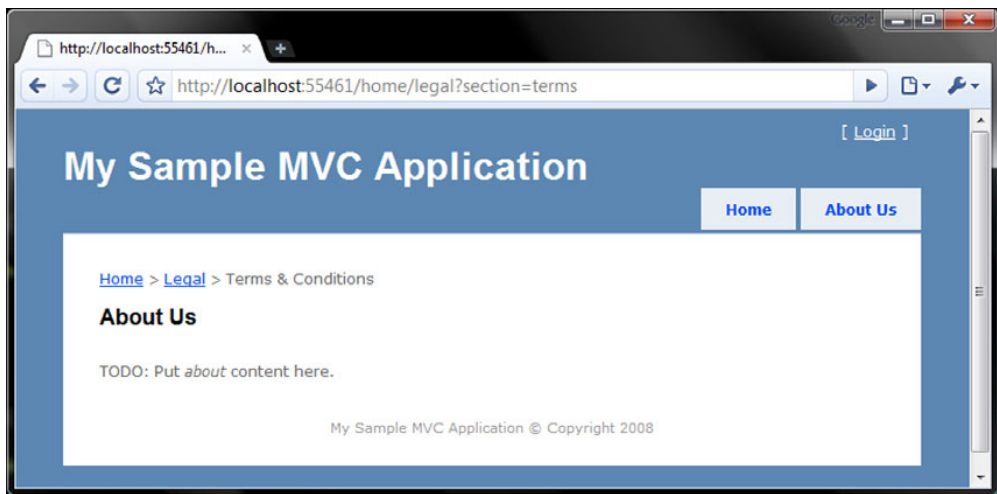 Google
http://localhost:55461/h...
http://localhost:55461/home/legal?section=terms
[ Login ]
My Sample MVC Application
Home About Us
Home > Legal > Terms & Conditions
About Us
TODO: Put about content here.
My Sample MVC Application © Copyright 2008